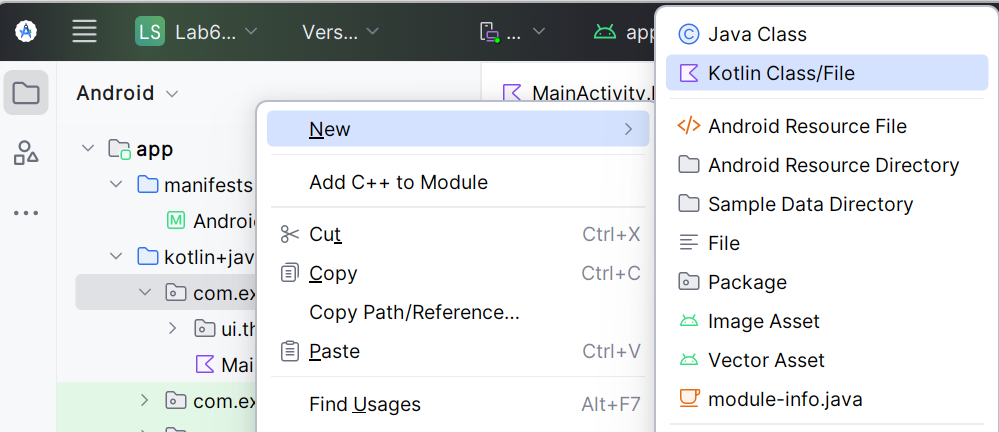 LS Lab6... Vers... ... app
Android
MainActivity.
app
manifests
Androi
kotlin+jav
com.ex
ui.th
Mai
com.ex
New
Add C++ to Module
Cut Ctrl+X
Copy Ctrl+C
Copy Path/Reference...
Paste Ctrl+V
Find Usages Alt+F7
Java Class
Kotlin Class/File
Android Resource File
Android Resource Directory
Sample Data Directory
File
Package
Image Asset
Vector Asset
module-info.java